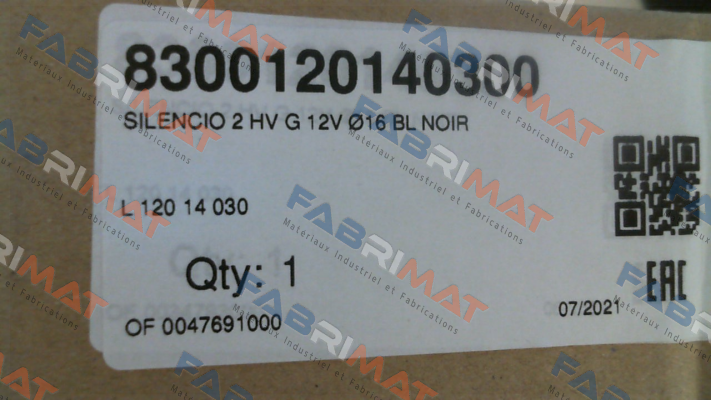 8300120140300
SILENCIO 2 HV G 12V Ø16 BL NOIR
L 120 14 030
Qty: 1
EAC
07/2021
OF 0047691000
FABRIMAT
Materiaux Industriel et Fabrications